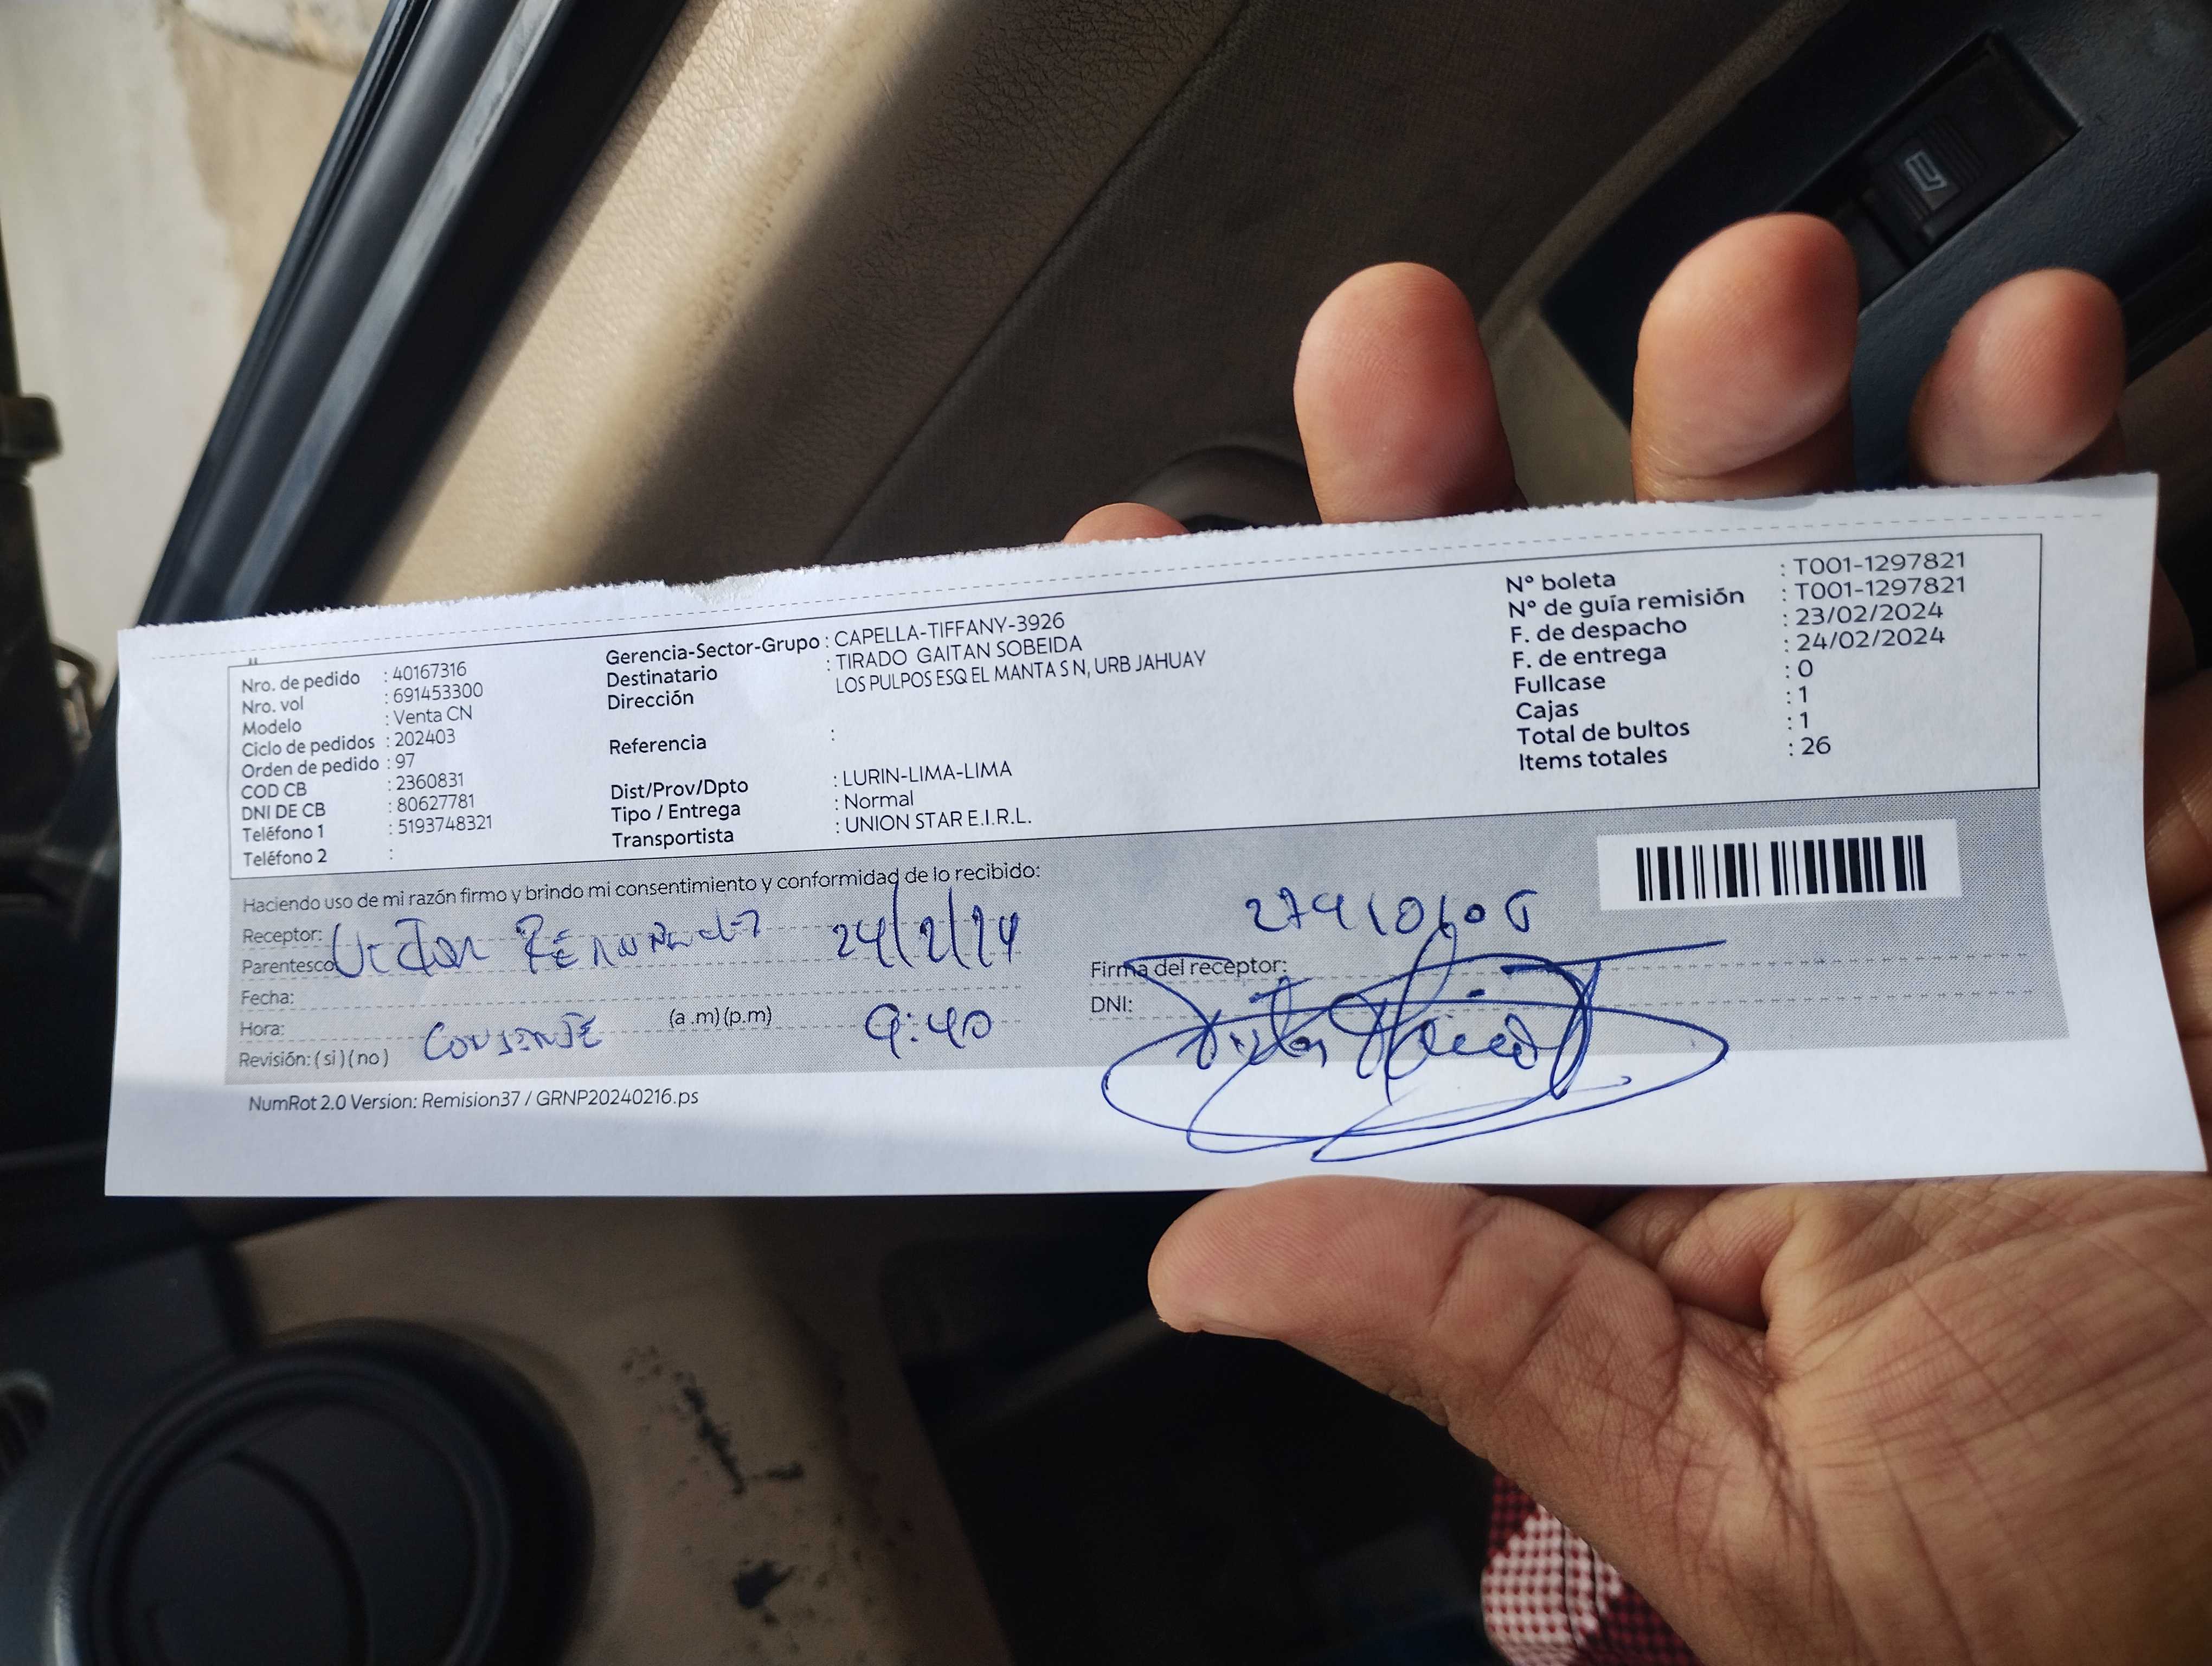 Nro. de pedido : 40167316
Nro. vol : 691453300
Modelo : Venta CN
Ciclo de pedidos : 202403
Orden de pedido : 97
COD CB : 2360831
DNI DE CB : 80627781
Teléfono 1 : 5193748321
Teléfono 2 :
Gerencia-Sector-Grupo : CAPELLA-TIFFANY-3926
Destinatario : TIRADO GAITAN SOBEIDA
Dirección LOS PULPOS ESQ EL MANTA S N, URB JAHUAY
Referencia :
Dist/Prov/Dpto : LURIN-LIMA-LIMA
Tipo / Entrega : Normal
Transportista : UNION STAR E.I.R.L.
N° boleta : T001-1297821
N° de guía remisión : T001-1297821
F. de despacho : 23/02/2024
F. de entrega : 24/02/2024
Fullcase : 0
Cajas : 1
Total de bultos : 1
Items totales : 26
Haciendo uso de mi razón firmo y brindo mi consentimiento y conformidad de lo recibido:
Receptor:
Parentesco
Fecha: 24/2/24
Hora: (a .m)(p.m) 9:40
Revisión: (si)(no)
Firma del receptor:
DNI:
NumRot 2.0 Version: Remision37 / GRNP20240216.ps